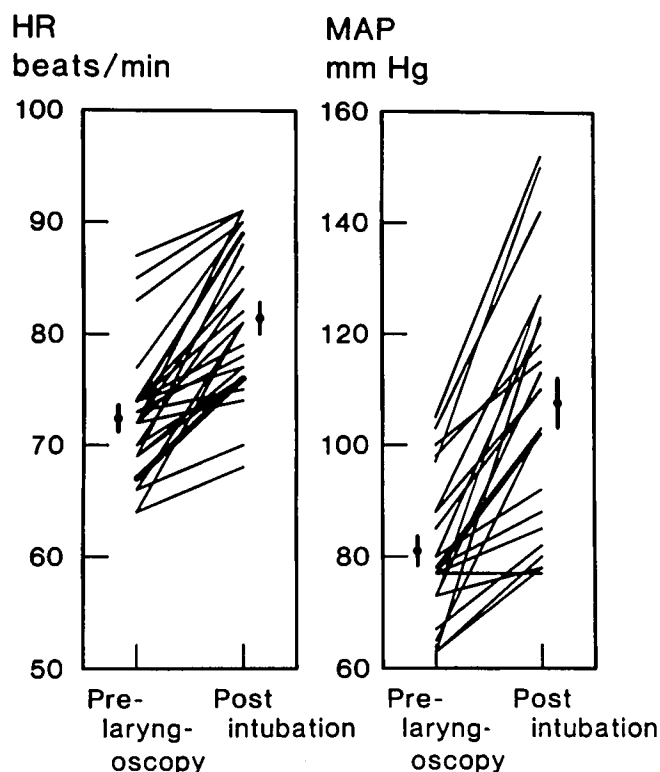 HR
beats/min
100
90
80
70
60
50
Pre-
laryng-
oscopy
Post
intubation
MAP
mm Hg
160
140
120
100
80
60
Pre-
laryng-
oscopy
Post
intubation